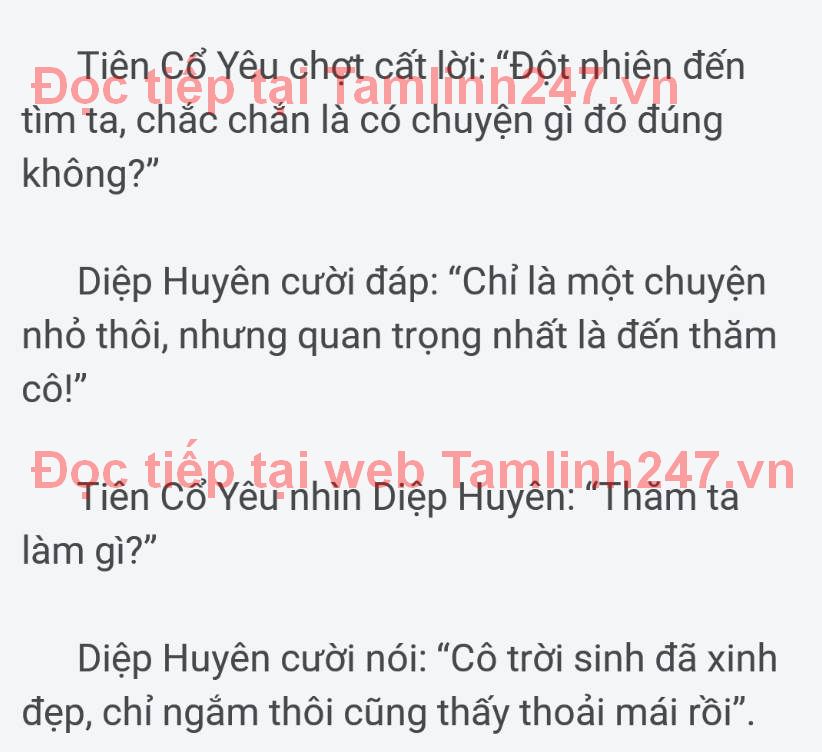 Tiên Cổ Yêu chợt cất lời: “Đột nhiên đến
Đọc tiếp tại Tamlinh247.vn
tìm ta, chắc chắn là có chuyện gì đó đúng
không?”
Diệp Huyên cười đáp: “Chỉ là một chuyện
nhỏ thôi, nhưng quan trọng nhất là đến thăm
cô!”
Đọc tiếp tại web Tamlinh247.vn
Tiên Cổ Yêu nhìn Diệp Huyên: “Thăm ta
làm gì?”
Diệp Huyên cười nói: “Cô trời sinh đã xinh
đẹp, chỉ ngắm thôi cũng thấy thoải mái rồi”.